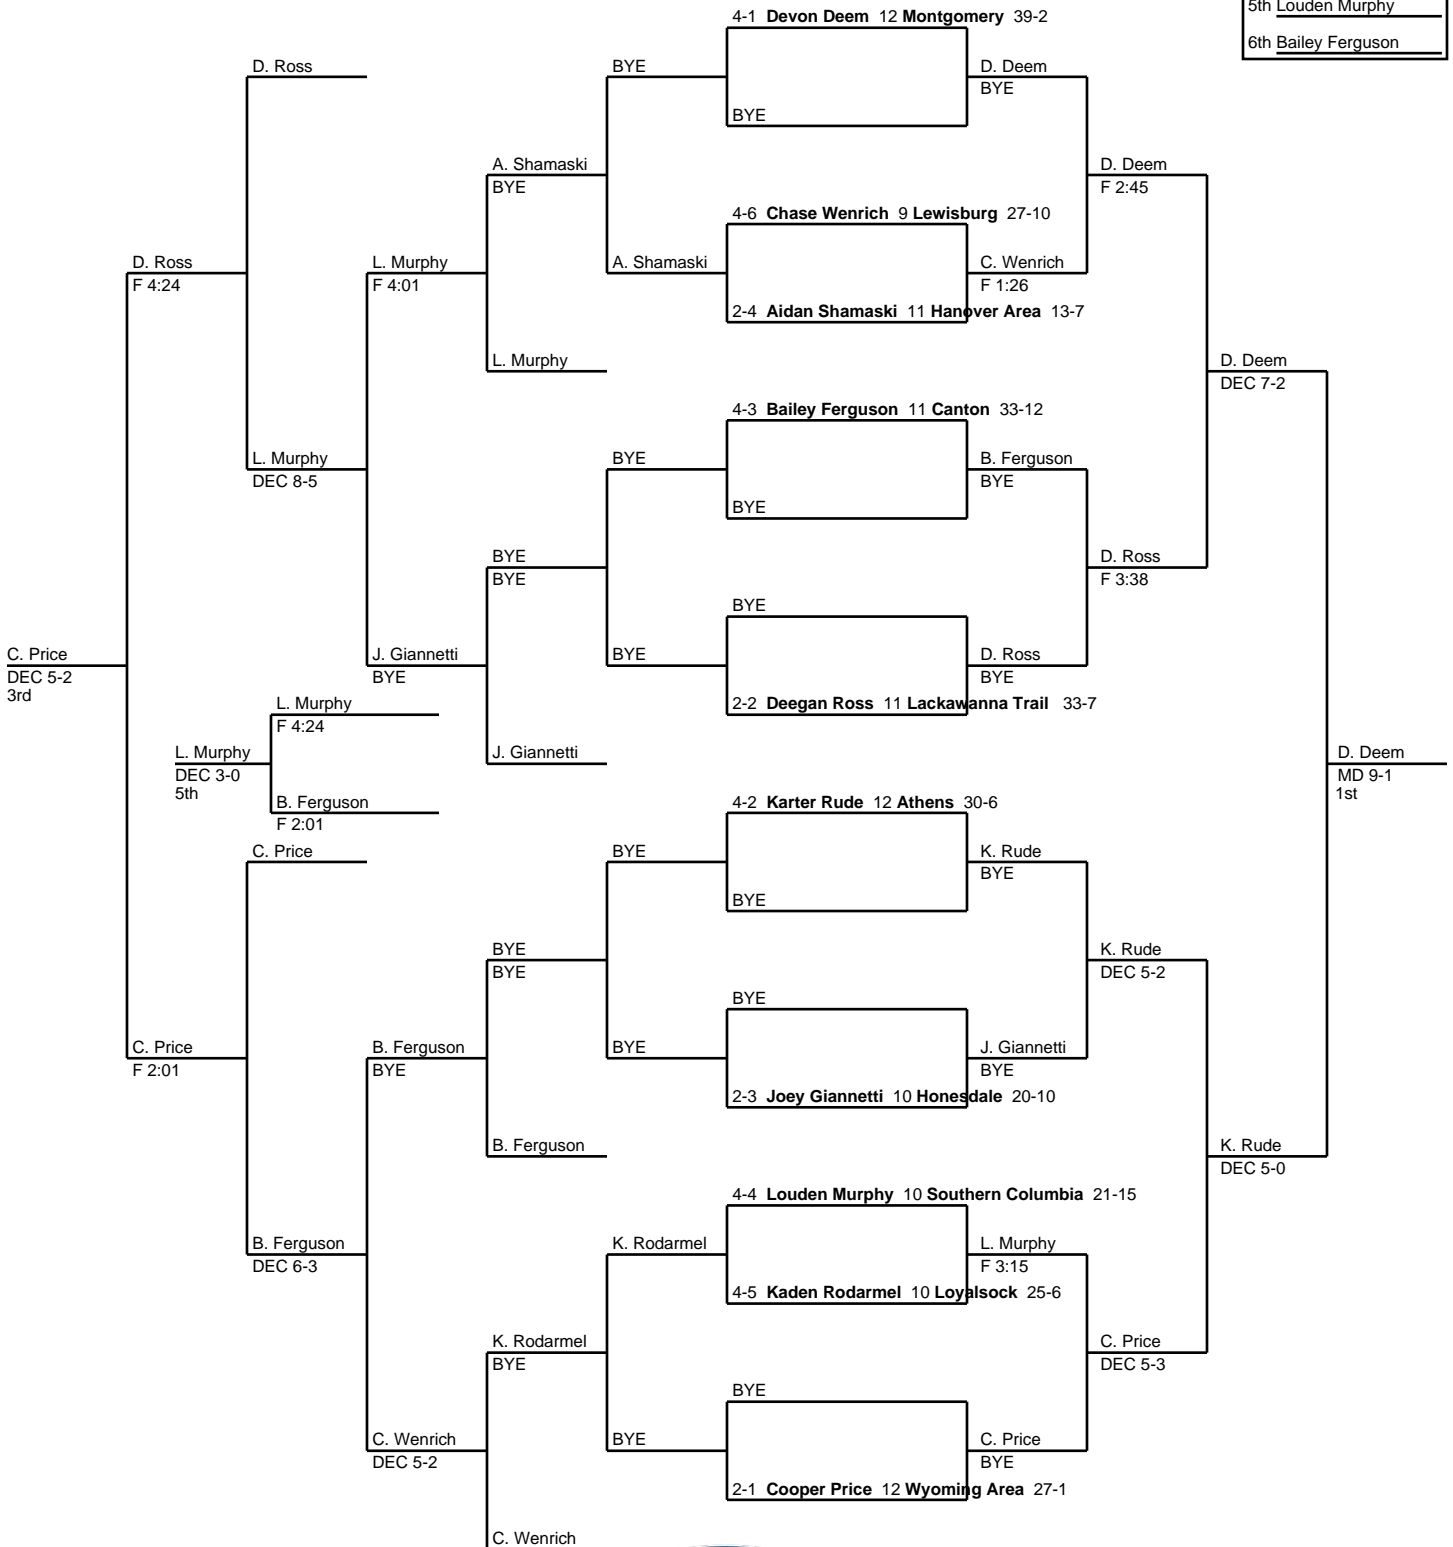 5th Louden Murphy
4-1 Devon Deem 12 Montgomery 39-2
6th Bailey Ferguson
D. Ross
BYE
D. Deem
BYE
BYE
A. Shamaski
BYE
D. Deem
F 2:45
4-6 Chase Wenrich 9 Lewisburg 27-10
D. Ross
F 4:24
L. Murphy
F 4:01
A. Shamaski
C. Wenrich
F 1:26
2-4 Aidan Shamaski 11 Hanover Area 13-7
L. Murphy
D. Deem
DEC 7-2
4-3 Bailey Ferguson 11 Canton 33-12
L. Murphy
DEC 8-5
BYE
B. Ferguson
BYE
BYE
BYE
BYE
D. Ross
F 3:38
BYE
C. Price
DEC 5-2
3rd
J. Giannetti
BYE
BYE
D. Ross
BYE
2-2 Deegan Ross 11 Lackawanna Trail 33-7
L. Murphy
F 4:24
L. Murphy
DEC 3-0
5th
J. Giannetti
D. Deem
MD 9-1
1st
B. Ferguson
F 2:01
4-2 Karter Rude 12 Athens 30-6
C. Price
BYE
K. Rude
BYE
BYE
BYE
BYE
K. Rude
DEC 5-2
BYE
C. Price
F 2:01
B. Ferguson
BYE
BYE
J. Giannetti
BYE
2-3 Joey Giannetti 10 Honesdale 20-10
B. Ferguson
K. Rude
DEC 5-0
4-4 Louden Murphy 10 Southern Columbia 21-15
B. Ferguson
DEC 6-3
K. Rodarmel
L. Murphy
F 3:15
4-5 Kaden Rodarmel 10 Loyalsock 25-6
K. Rodarmel
BYE
C. Price
DEC 5-3
BYE
C. Wenrich
DEC 5-2
BYE
C. Price
BYE
2-1 Cooper Price 12 Wyoming Area 27-1
C. Wenrich